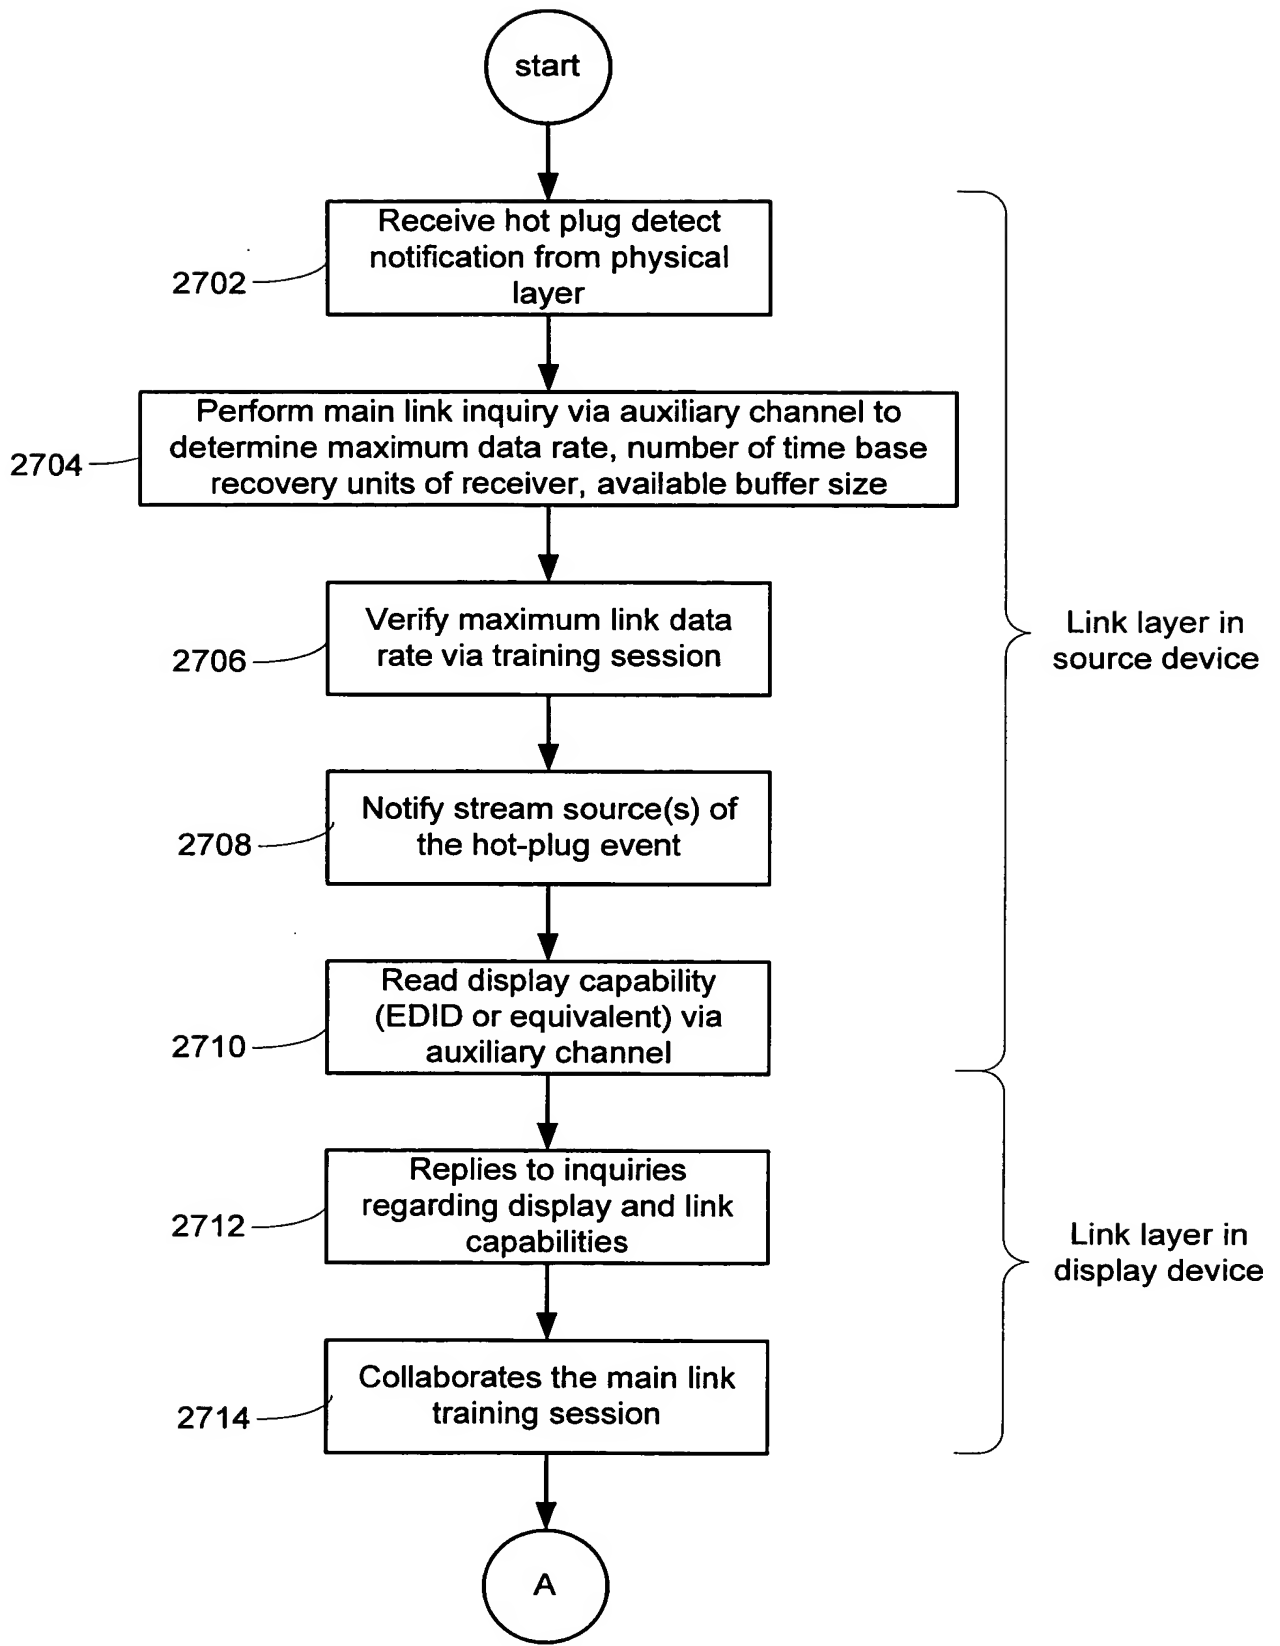 start
Receive hot plug detect
notification from physical
layer
2702
Perform main link inquiry via auxiliary channel to
determine maximum data rate, number of time base
recovery units of receiver, available buffer size
2704
Verify maximum link data
rate via training session
2706
Link layer in
source device
Notify stream source(s) of
the hot-plug event
2708
Read display capability
(EDID or equivalent) via
auxiliary channel
2710
Replies to inquiries
regarding display and link
capabilities
2712
Link layer in
display device
Collaborates the main link
training session
2714
A